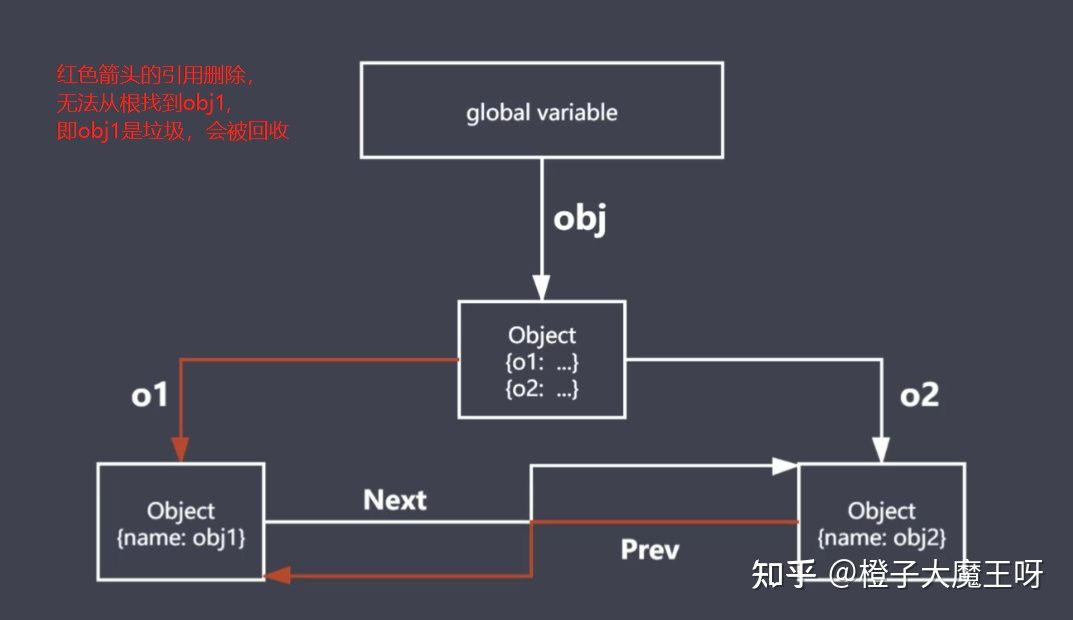 红色箭头的引用删除，
无法从根找到obj1,
即obj1是垃圾，会被回收
global variable
obj
Object
{o1: ...}
{o2: ...}
o1
o2
Object
{name: obj1}
Next
Prev
Object
{name: obj2}
知乎 @橙子大魔王呀